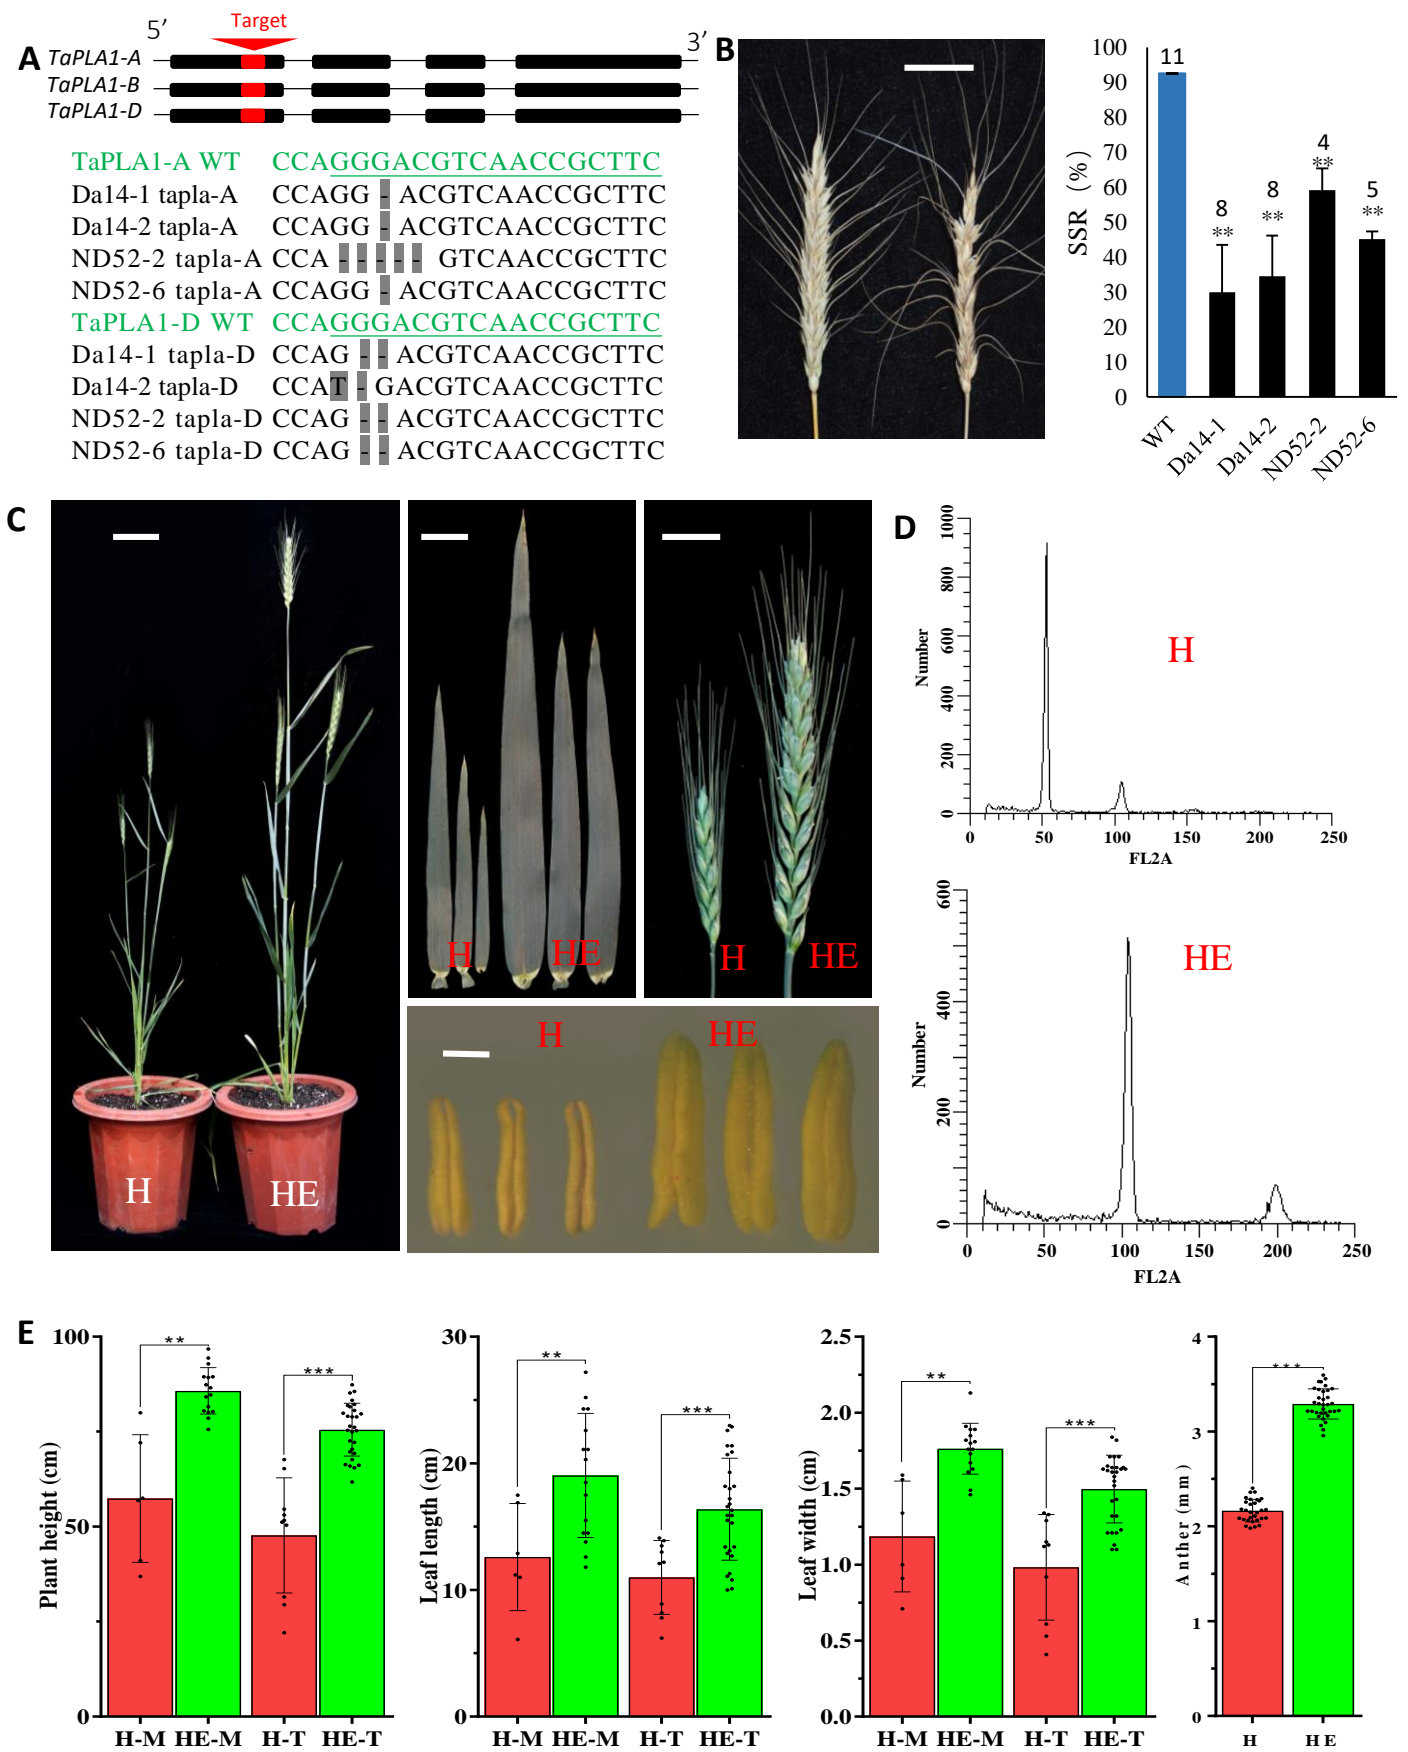 A
5′
Target
3′
TaPLA1-A
TaPLA1-B
TaPLA1-D
TaPLA1-A WT CCAGGGACGTCAACCGCTTC
Da14-1 tapla-A CCAGG - ACGTCAACCGCTTC
Da14-2 tapla-A CCAGG - ACGTCAACCGCTTC
ND52-2 tapla-A CCA - - - - - GTCAACCGCTTC
ND52-6 tapla-A CCAGG - ACGTCAACCGCTTC
TaPLA1-D WT CCAGGGACGTCAACCGCTTC
Da14-1 tapla-D CCAG - - ACGTCAACCGCTTC
Da14-2 tapla-D CCAT - GACGTCAACCGCTTC
ND52-2 tapla-D CCAG - - ACGTCAACCGCTTC
ND52-6 tapla-D CCAG - - ACGTCAACCGCTTC
B
SSR (%)
100
90
80
70
60
50
40
30
20
10
0
11
8
**
8
**
4
**
5
**
WT
Da14-1
Da14-2
ND52-2
ND52-6
C
H
HE
H
HE
H
HE
H
HE
D
Number
1000
800
600
400
200
0
H
0 50 100 150 200 250
FL2A
Number
600
400
200
0
HE
0 50 100 150 200 250
FL2A
E
Plant height (cm)
100
50
0
**
***
H-M HE-M H-T HE-T
Leaf length (cm)
30
20
10
0
**
***
H-M HE-M H-T HE-T
Leaf width (cm)
2.5
2.0
1.5
1.0
0.5
0.0
**
***
H-M HE-M H-T HE-T
Anther (mm)
4
3
2
1
0
***
H HE